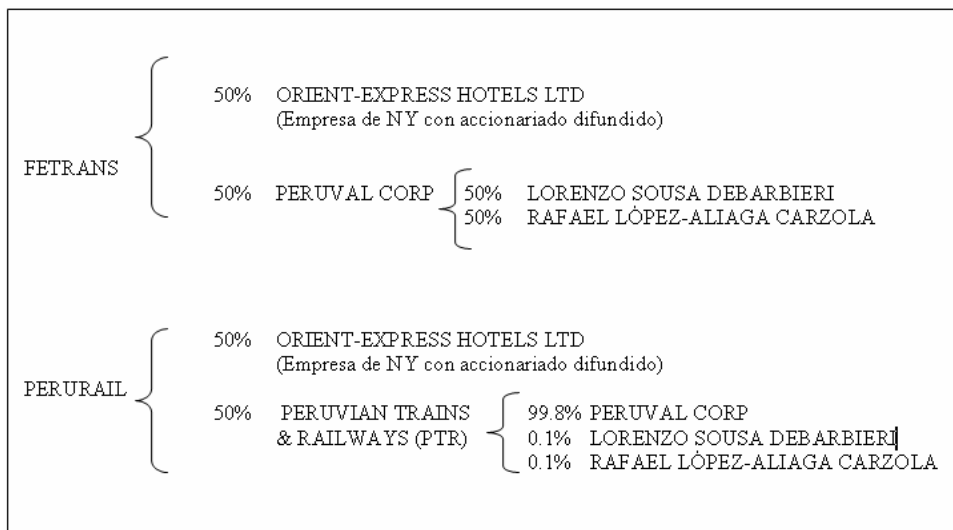 50% ORIENT-EXPRESS HOTELS LTD
(Empresa de NY con accionariado difundido)
FETRANS
50% PERUVAL CORP
50% LORENZO SOUSA DEBARBIERI
50% RAFAEL LÓPEZ-ALIAGA CARZOLA
50% ORIENT-EXPRESS HOTELS LTD
(Empresa de NY con accionariado difundido)
PERURAIL
50% PERUVIAN TRAINS
& RAILWAYS (PTR)
99.8% PERUVAL CORP
0.1% LORENZO SOUSA DEBARBIERI
0.1% RAFAEL LÓPEZ-ALIAGA CARZOLA